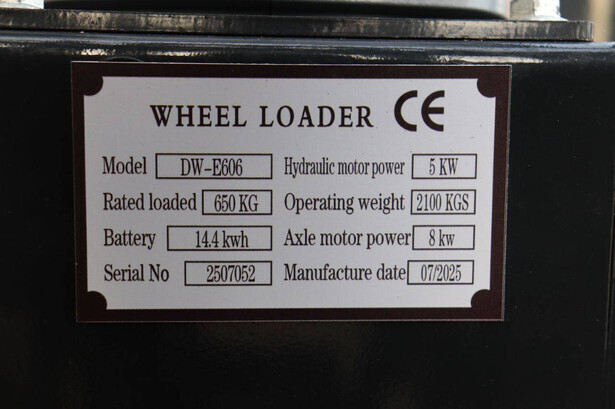 WHEEL LOADER CE
Model DW-E606 Hydraulic motor power 5 KW
Rated loaded 650 KG Operating weight 2100 KGS
Battery 14.4 kwh Axle motor power 8 kw
Serial No 2507052 Manufacture date 07/2025